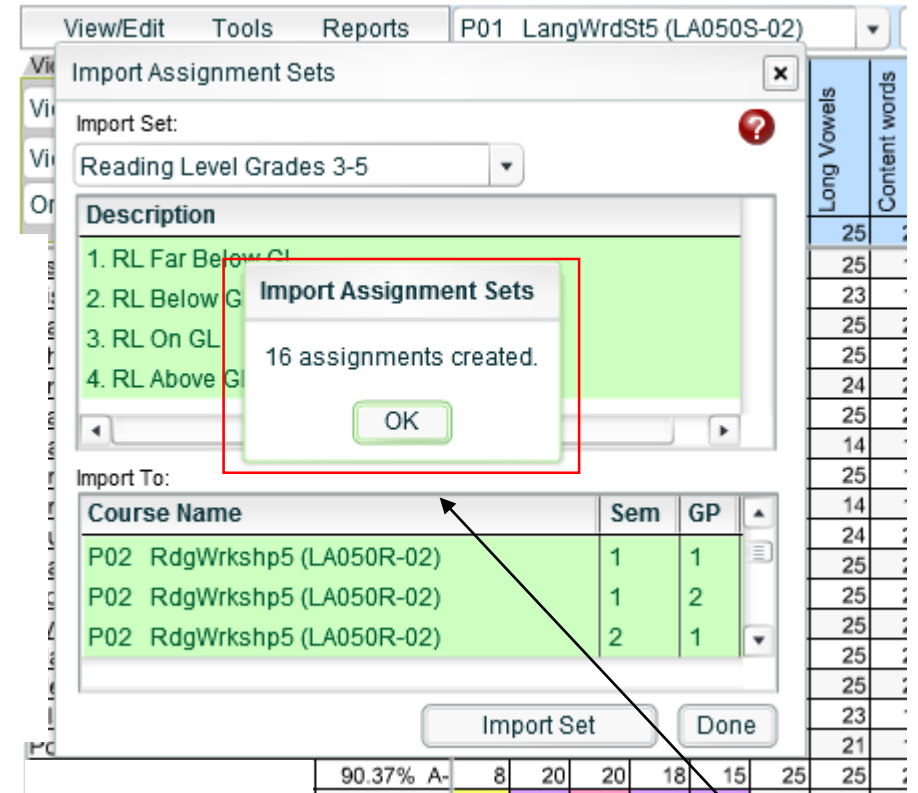 View/Edit Tools Reports P01 LangWrdSt5 (LA050S-02)
Import Assignment Sets
Import Set:
Reading Level Grades 3-5
Description
1. RL Far Below GL
2. RL Below G
3. RL On GL
4. RL Above GL
Import Assignment Sets
16 assignments created.
OK
Import To:
Course Name Sem GP
P02 RdgWrkshp5 (LA050R-02) 1 1
P02 RdgWrkshp5 (LA050R-02) 1 2
P02 RdgWrkshp5 (LA050R-02) 2 1
Import Set Done
Long Vowels
Content words
25
25
23
25
25
24
25
14
25
14
24
25
25
25
25
25
23
21
90.37% A- 8 20 20 18 15 25 25